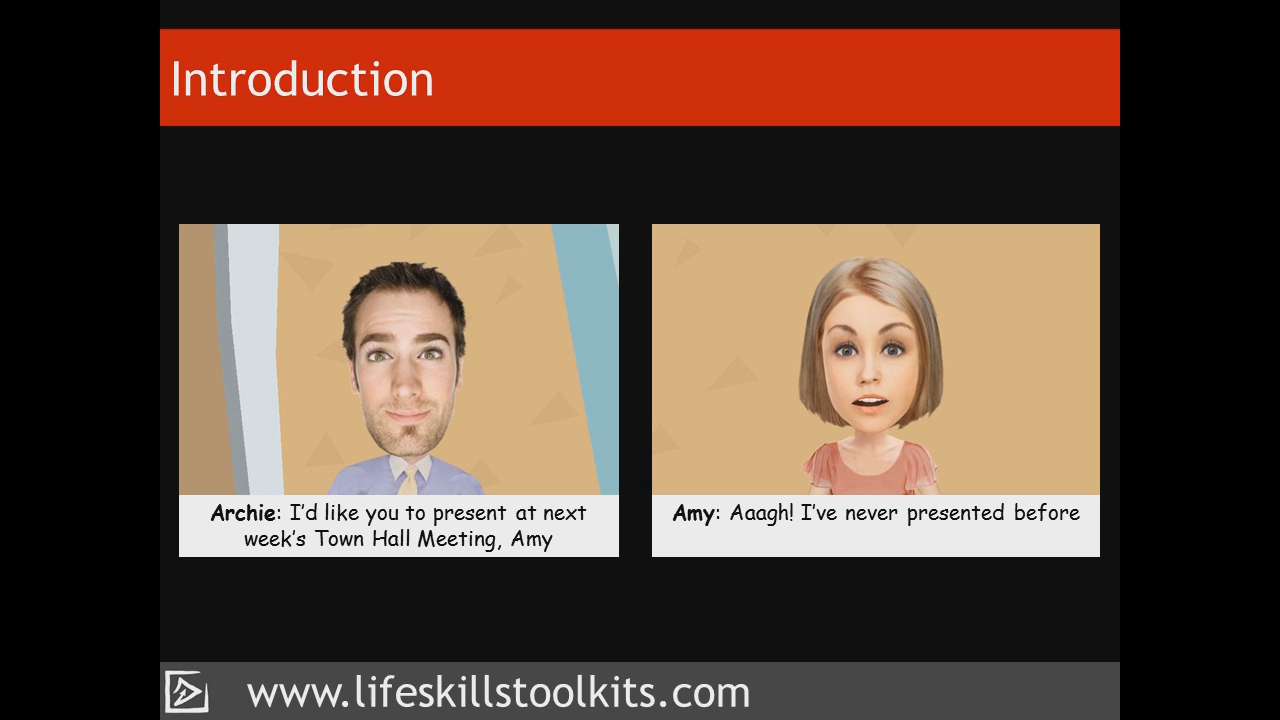 Introduction
Archie: I'd like you to present at next
week's Town Hall Meeting, Amy
Amy: Aaagh! I've never presented before
www.lifeskillstoolkits.com